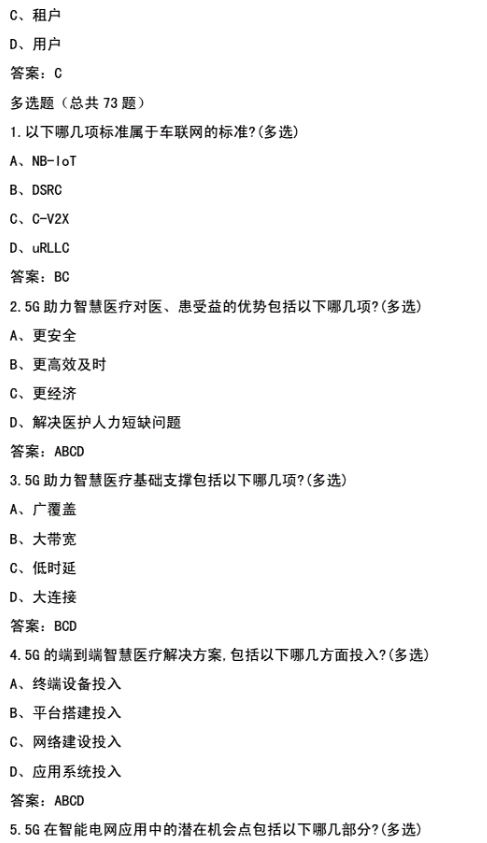 C、租户
D、用户
答案：C
多选题（总共 73 题）
1.以下哪几项标准属于车联网的标准?(多选)
A、NB-IoT
B、DSRC
C、C-V2X
D、uRLLC
答案：BC
2.5G 助力智慧医疗对医、患受益的优势包括以下哪几项?(多选)
A、更安全
B、更高效及时
C、更经济
D、解决医护人力短缺问题
答案：ABCD
3.5G 助力智慧医疗基础支撑包括以下哪几项?(多选)
A、广覆盖
B、大带宽
C、低时延
D、大连接
答案：BCD
4.5G 的端到端智慧医疗解决方案,包括以下哪几方面投入?(多选)
A、终端设备投入
B、平台搭建投入
C、网络建设投入
D、应用系统投入
答案：ABCD
5.5G 在智能电网应用中的潜在机会点包括以下哪几部分?(多选)